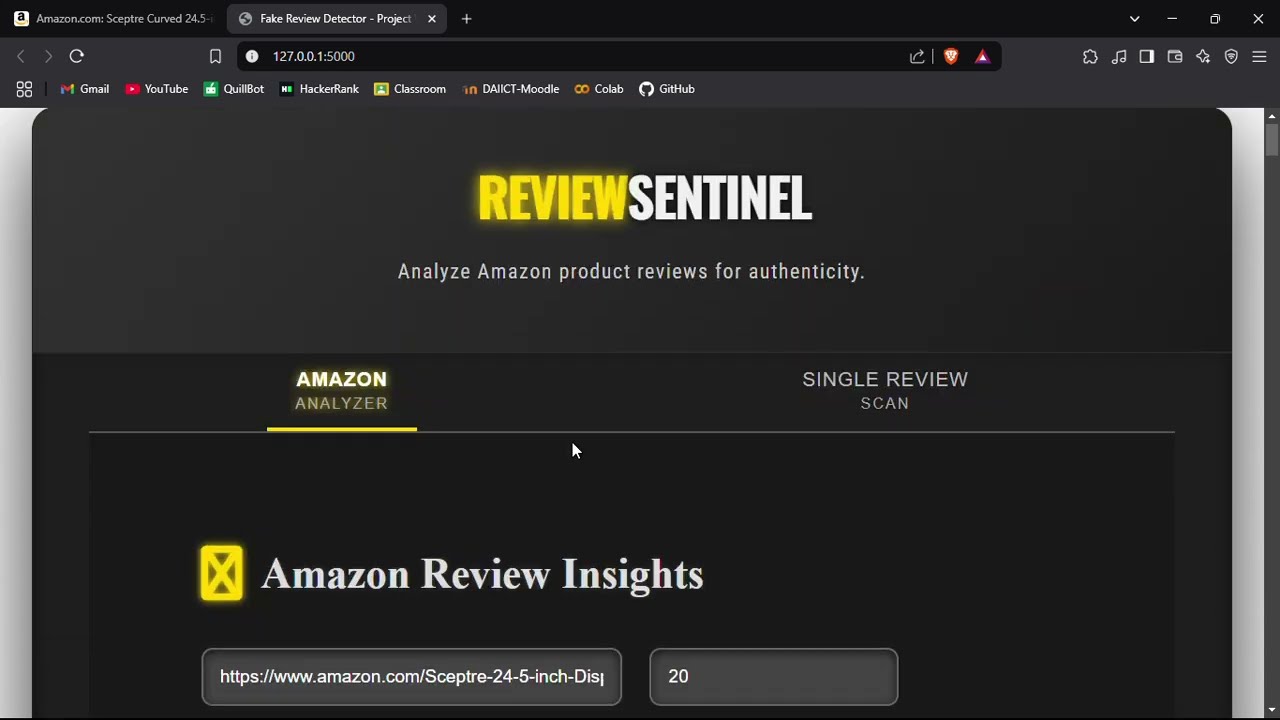 Amazon.com: Sceptre Curved 24.5-i
Fake Review Detector - Project
127.0.0.1:5000
Gmail
YouTube
QuillBot
HackerRank
Classroom
DAIICT-Moodle
Colab
GitHub
REVIEWSENTINEL
Analyze Amazon product reviews for authenticity.
AMAZON
ANALYZER
SINGLE REVIEW
SCAN
Amazon Review Insights
https://www.amazon.com/Sceptre-24-5-inch-Disp
20